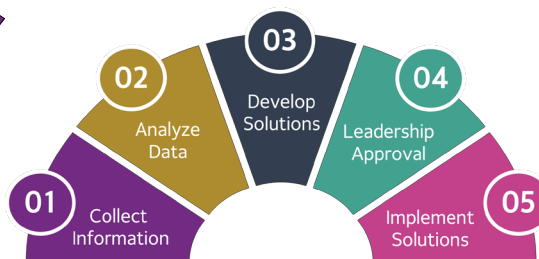 01
Collect
Information
02
Analyze
Data
03
Develop
Solutions
04
Leadership
Approval
05
Implement
Solutions